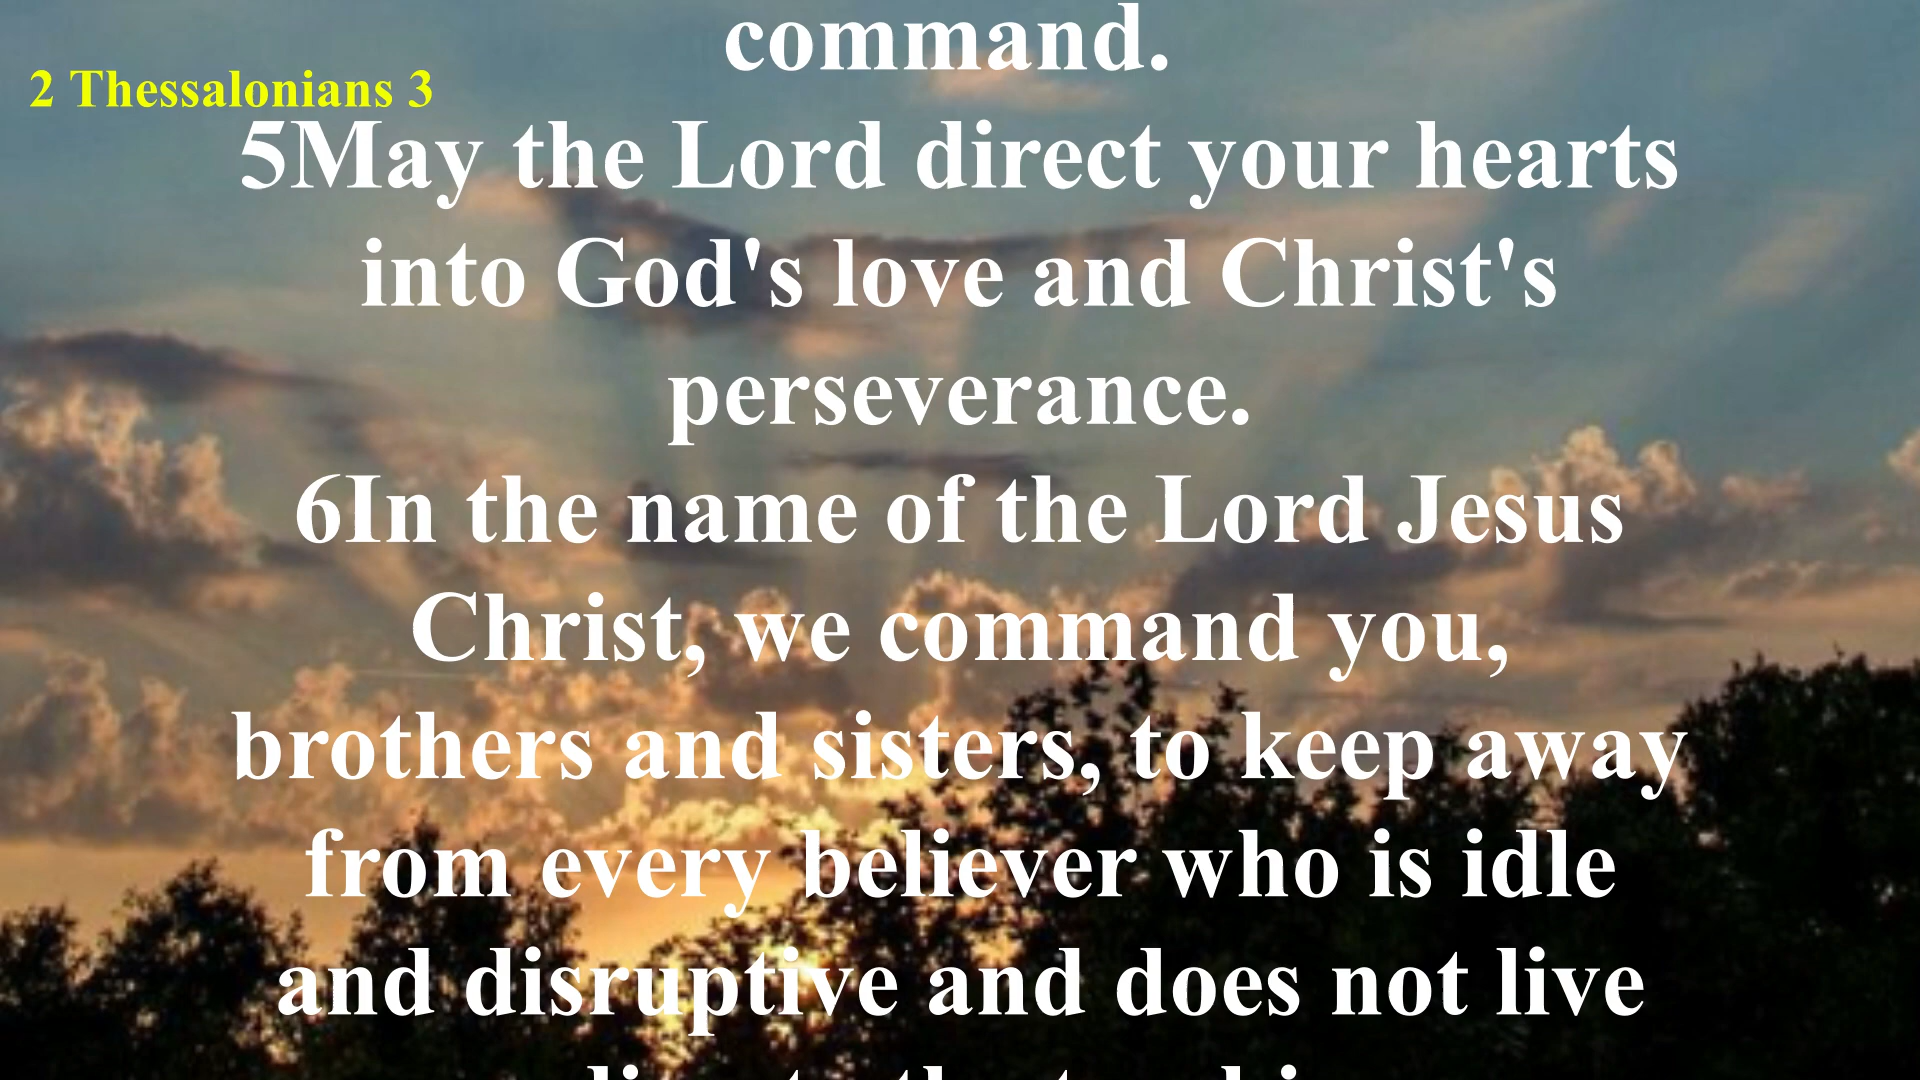 command.
2 Thessalonians 3
5May the Lord direct your hearts
into God's love and Christ's
perseverance.
6In the name of the Lord Jesus
Christ, we command you,
brothers and sisters, to keep away
from every believer who is idle
and disruptive and does not live